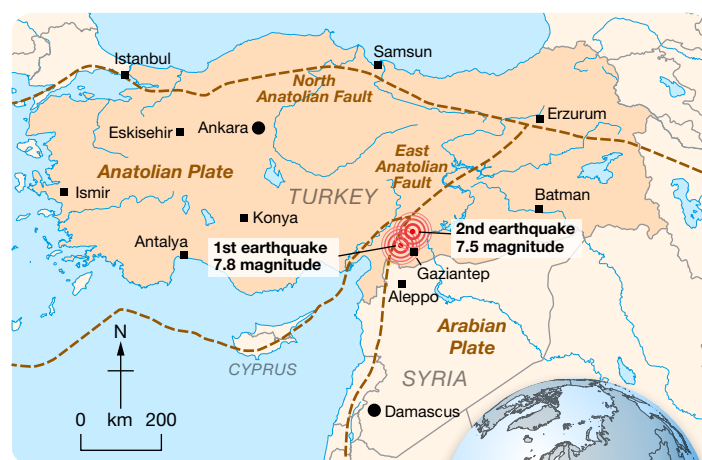 Istanbul
Samsun
North
Anatolian Fault
Erzurum
Eskisehir
Ankara
East
Anatolian
Fault
Anatolian Plate
Ismir
TURKEY
Batman
Konya
2nd earthquake
7.5 magnitude
1st earthquake
7.8 magnitude
Antalya
Gaziantep
Aleppo
Arabian
Plate
N
CYPRUS
SYRIA
Damascus
0 km 200